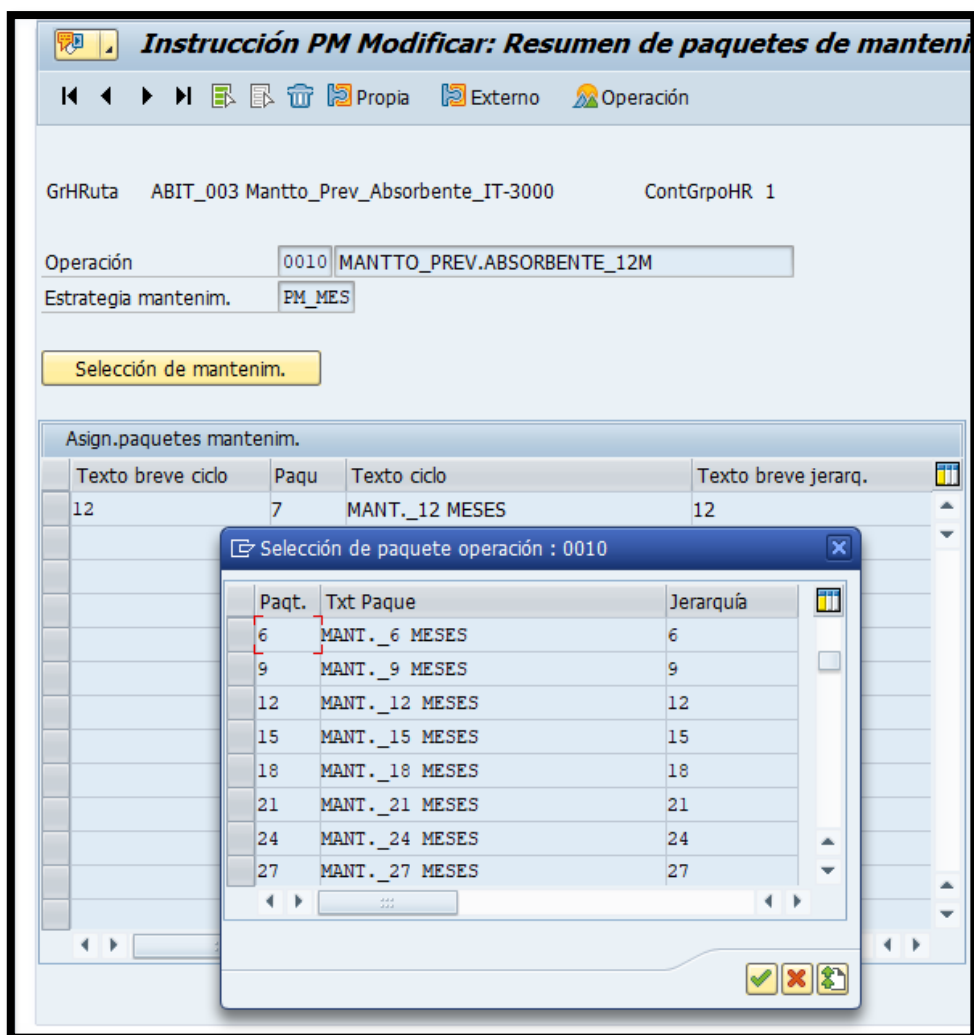 Instrucción PM Modificar: Resumen de paquetes de manteni
Propia Externo Operación
GrHRuta ABIT_003 Mantto_Prev_Absorbente_IT-3000 ContGrpoHR 1
Operación 0010 MANTTO_PREV.ABSORBENTE_12M
Estrategia mantenim. PM_MES
Selección de mantenim.
Asign.paquetes mantenim.
Texto breve ciclo Paqu Texto ciclo Texto breve jerarq.
12 7 MANT._12 MESES 12
Selección de paquete operación : 0010
Paqt. Txt Paque Jerarquía
6 MANT._6 MESES 6
9 MANT._9 MESES 9
12 MANT._12 MESES 12
15 MANT._15 MESES 15
18 MANT._18 MESES 18
21 MANT._21 MESES 21
24 MANT._24 MESES 24
27 MANT._27 MESES 27